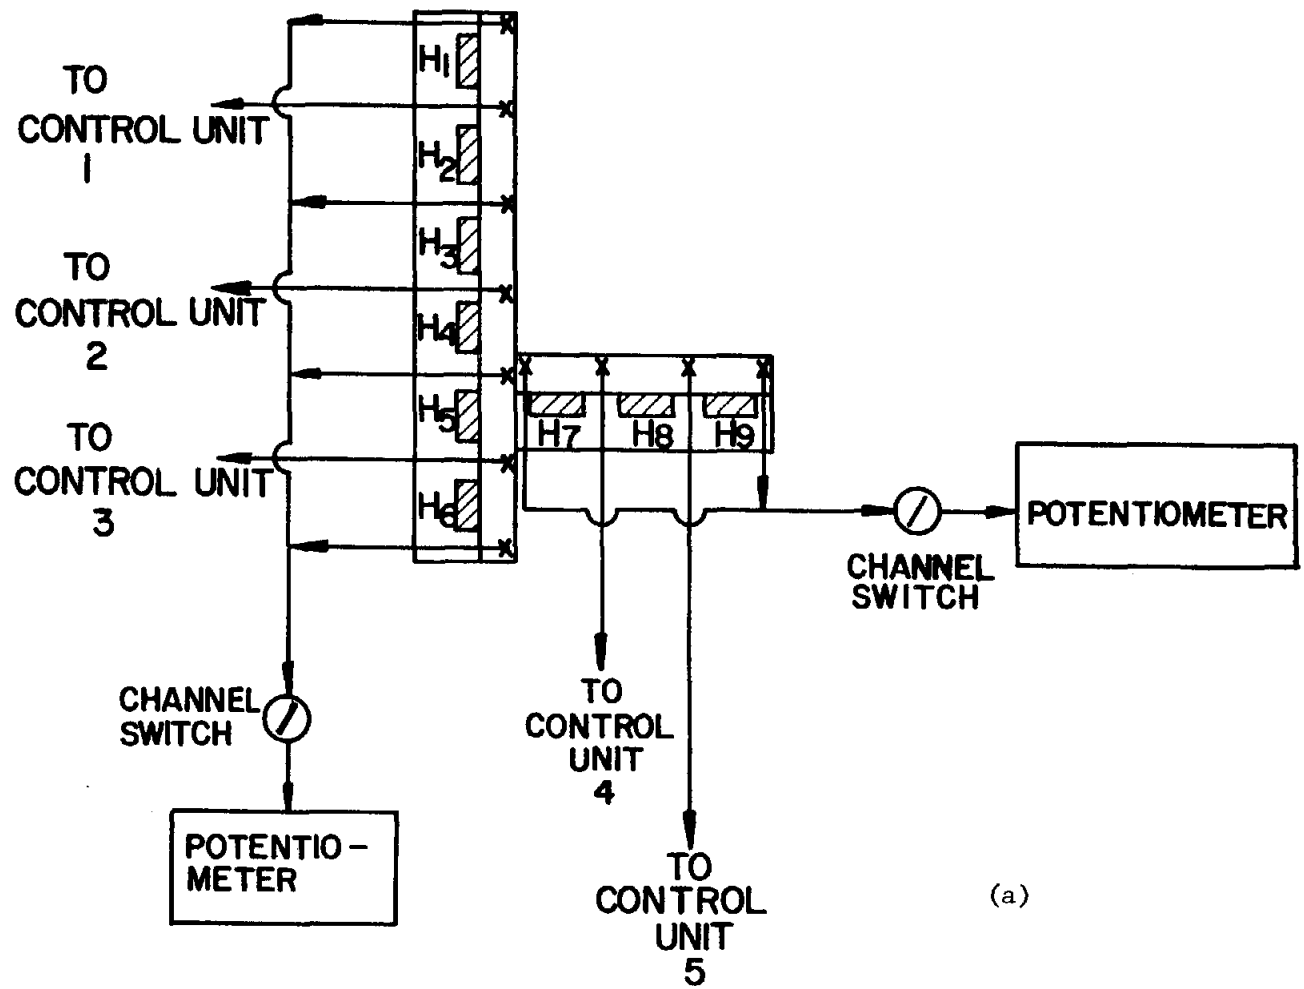 TO
CONTROL UNIT
1
TO
CONTROL UNIT
2
TO
CONTROL UNIT
3
H1
H2
H3
H4
H5
H6
H7 H8 H9
POTENTIOMETER
CHANNEL
SWITCH
CHANNEL
SWITCH
POTENTIO-
METER
TO
CONTROL
UNIT
4
TO
CONTROL
UNIT
5
(a)